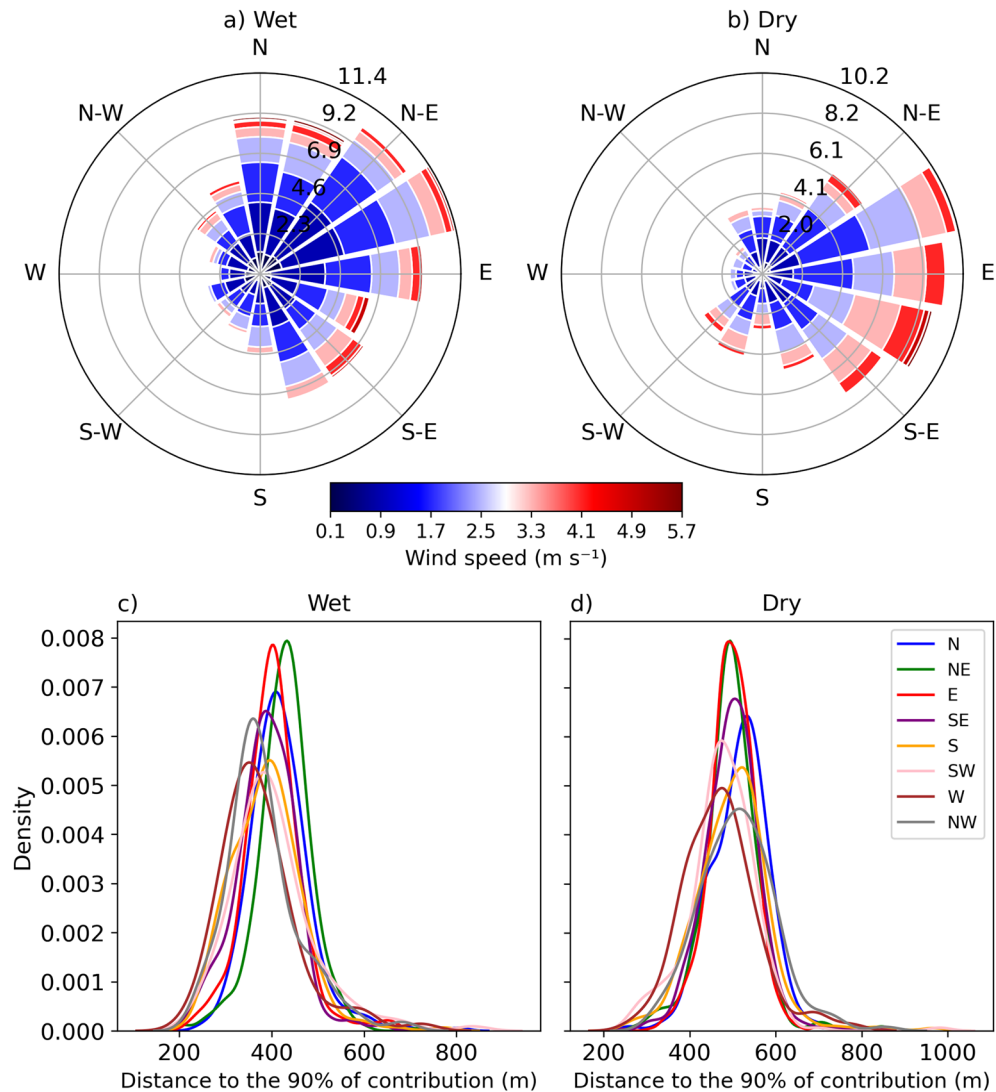 a) Wet
b) Dry
N
N
11.4
10.2
N-W
9.2
N-E
N-W
8.2
N-E
6.9
6.1
4.6
4.1
2.3
2.0
W
E
W
E
S-W
S-E
S-W
S-E
S
S
0.1 0.9 1.7 2.5 3.3 4.1 4.9 5.7
Wind speed (m s⁻¹)
c) Wet
d) Dry
Density
0.008
0.007
0.006
0.005
0.004
0.003
0.002
0.001
0.000
N
NE
E
SE
S
SW
W
NW
200 400 600 800
200 400 600 800 1000
Distance to the 90% of contribution (m)
Distance to the 90% of contribution (m)